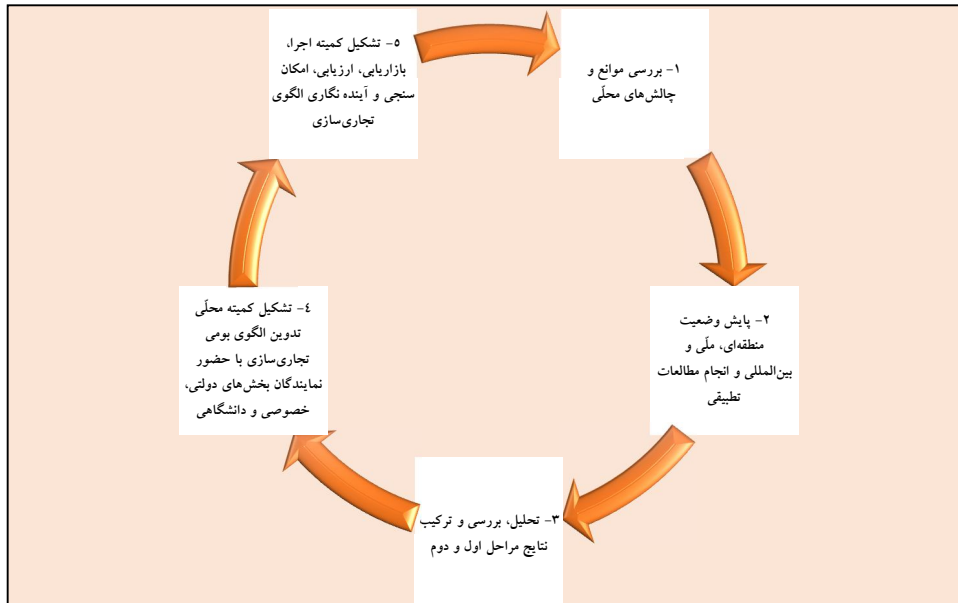 ۱- بررسی موانع و
چالش‌های محلّی
۲- پایش وضعیت
منطقه‌ای، ملّی و
بین‌المللی و انجام مطالعات
تطبیقی
۳- تحلیل، بررسی و ترکیب
نتایج مراحل اول و دوم
۴- تشکیل کمیته محلّی
تدوین الگوی بومی
تجاری‌سازی با حضور
نمایندگان بخش‌های دولتی،
خصوصی و دانشگاهی
۵- تشکیل کمیته اجرا،
بازاریابی، ارزیابی، امکان
سنجی و آینده نگاری الگوی
تجاری‌سازی